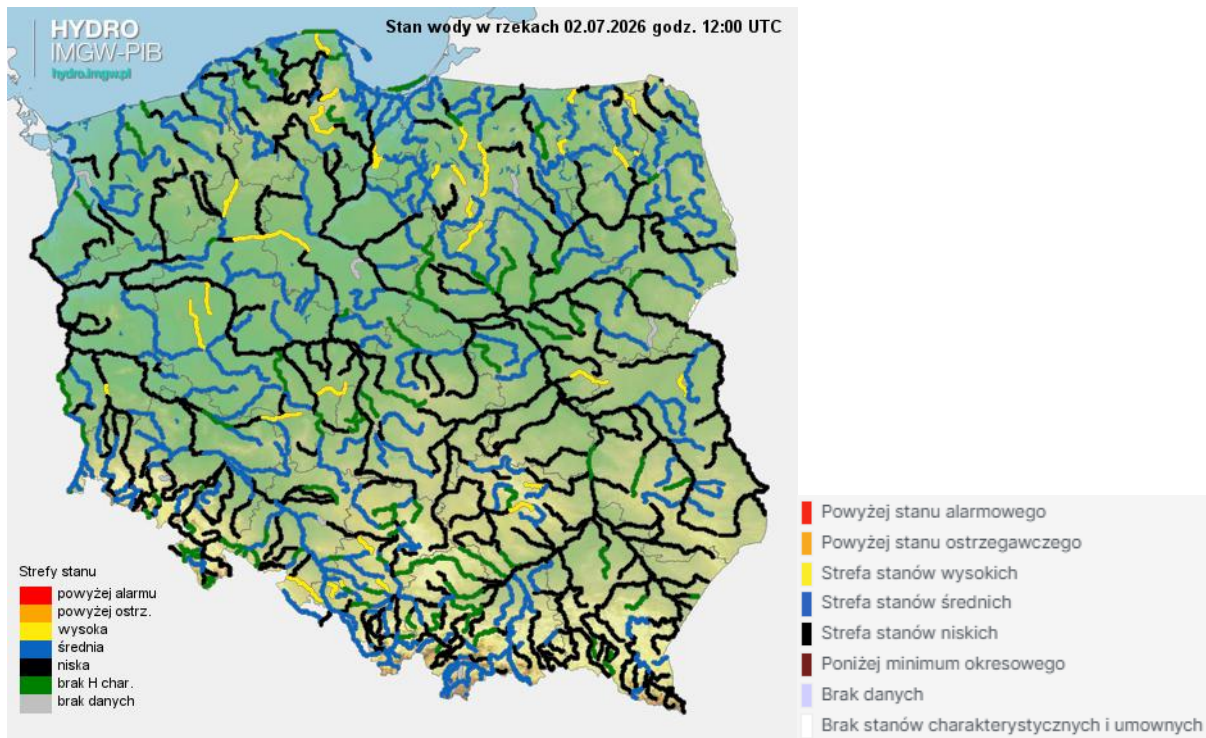 HYDRO
IMGW-PIB
hydro.imgw.pl
Stan wody w rzekach 02.07.2026 godz. 12:00 UTC
Strefy stanu
powyżej alarmu
powyżej ostrz.
wysoka
średnia
niska
brak H char.
brak danych
Powyżej stanu alarmowego
Powyżej stanu ostrzegawczego
Strefa stanów wysokich
Strefa stanów średnich
Strefa stanów niskich
Poniżej minimum okresowego
Brak danych
Brak stanów charakterystycznych i umownych